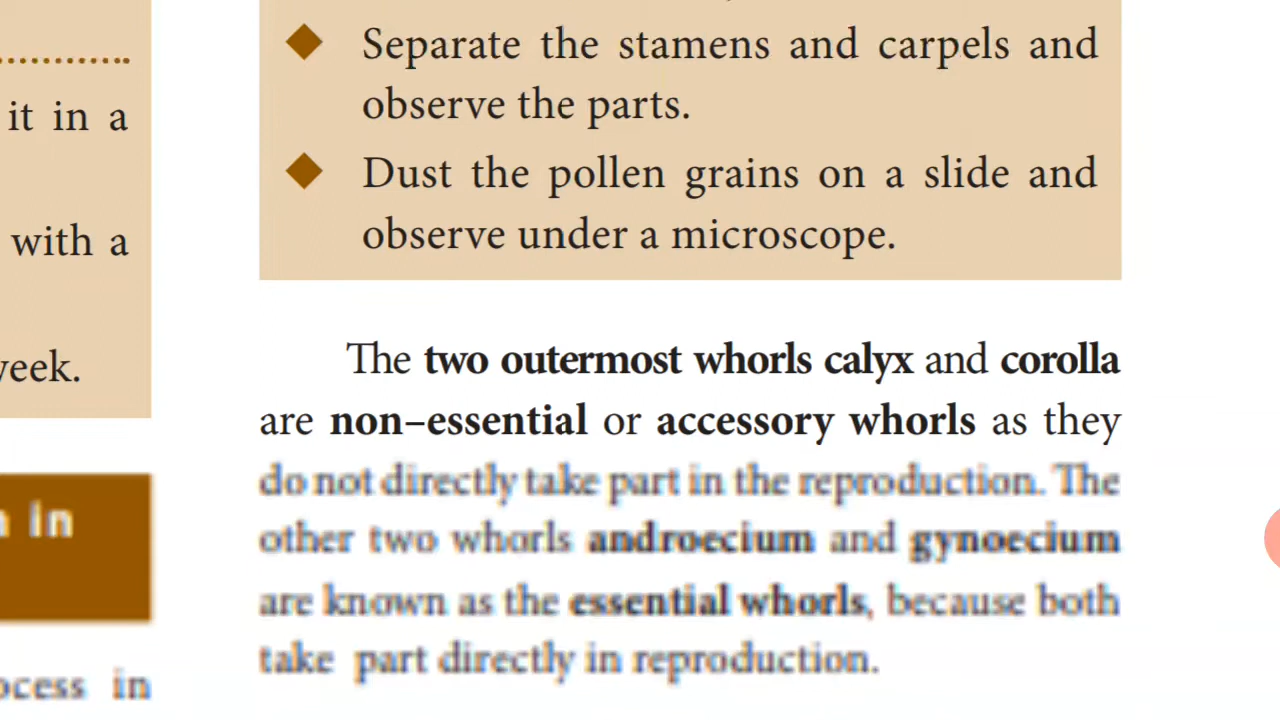 it in a
with a
week.
in
in
Separate the stamens and carpels and
observe the parts.
Dust the pollen grains on a slide and
observe under a microscope.
The two outermost whorls calyx and corolla
are non–essential or accessory whorls as they
do not directly take part in the reproduction. The
other two whorls androecium and gynoecium
are known as the essential whorls, because both
take part directly in reproduction.